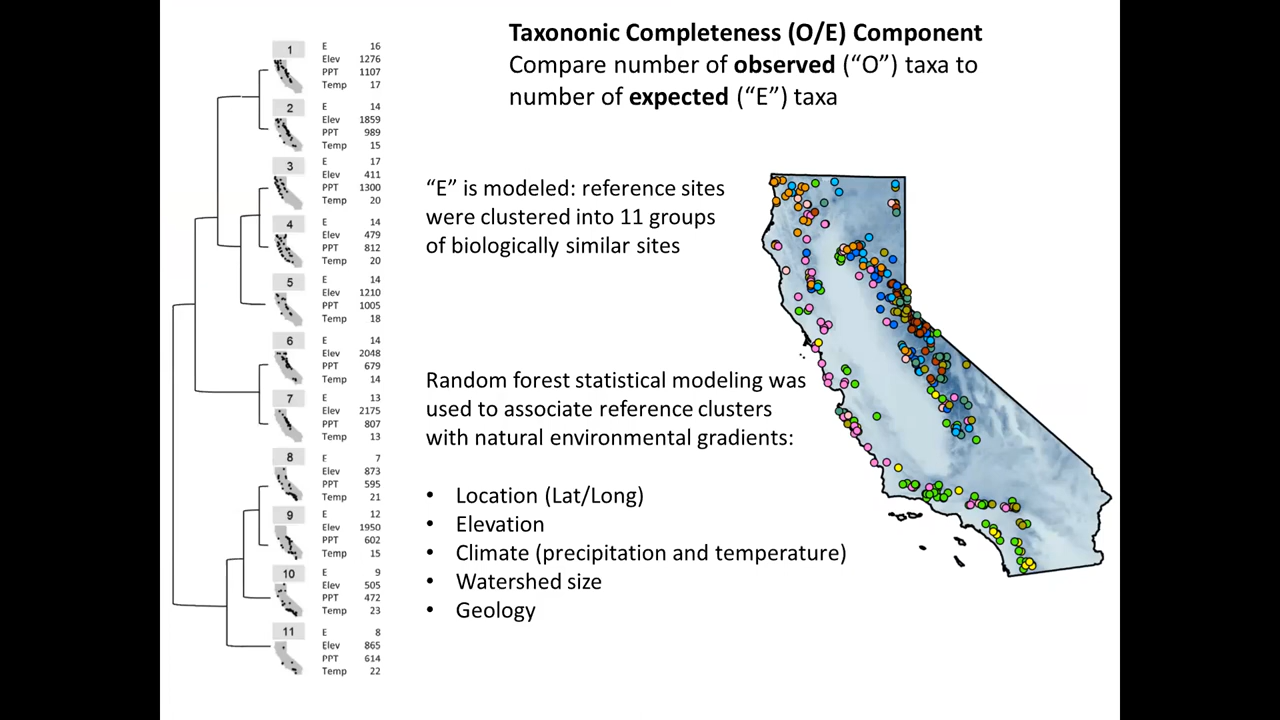 Taxononic Completeness (O/E) Component
Compare number of observed (“O”) taxa to
number of expected (“E”) taxa
1
E 16
Elev 1276
PPT 1107
Temp 17
2
E 14
Elev 1859
PPT 989
Temp 15
3
E 17
Elev 411
PPT 1300
Temp 20
4
E 14
Elev 479
PPT 812
Temp 20
5
E 14
Elev 1210
PPT 1005
Temp 18
6
E 14
Elev 2048
PPT 679
Temp 14
7
E 13
Elev 2175
PPT 807
Temp 13
8
E 7
Elev 873
PPT 595
Temp 21
9
E 12
Elev 1950
PPT 602
Temp 15
10
E 9
Elev 505
PPT 472
Temp 23
11
E 8
Elev 865
PPT 614
Temp 22
“E” is modeled: reference sites
were clustered into 11 groups
of biologically similar sites
Random forest statistical modeling was
used to associate reference clusters
with natural environmental gradients:
• Location (Lat/Long)
• Elevation
• Climate (precipitation and temperature)
• Watershed size
• Geology